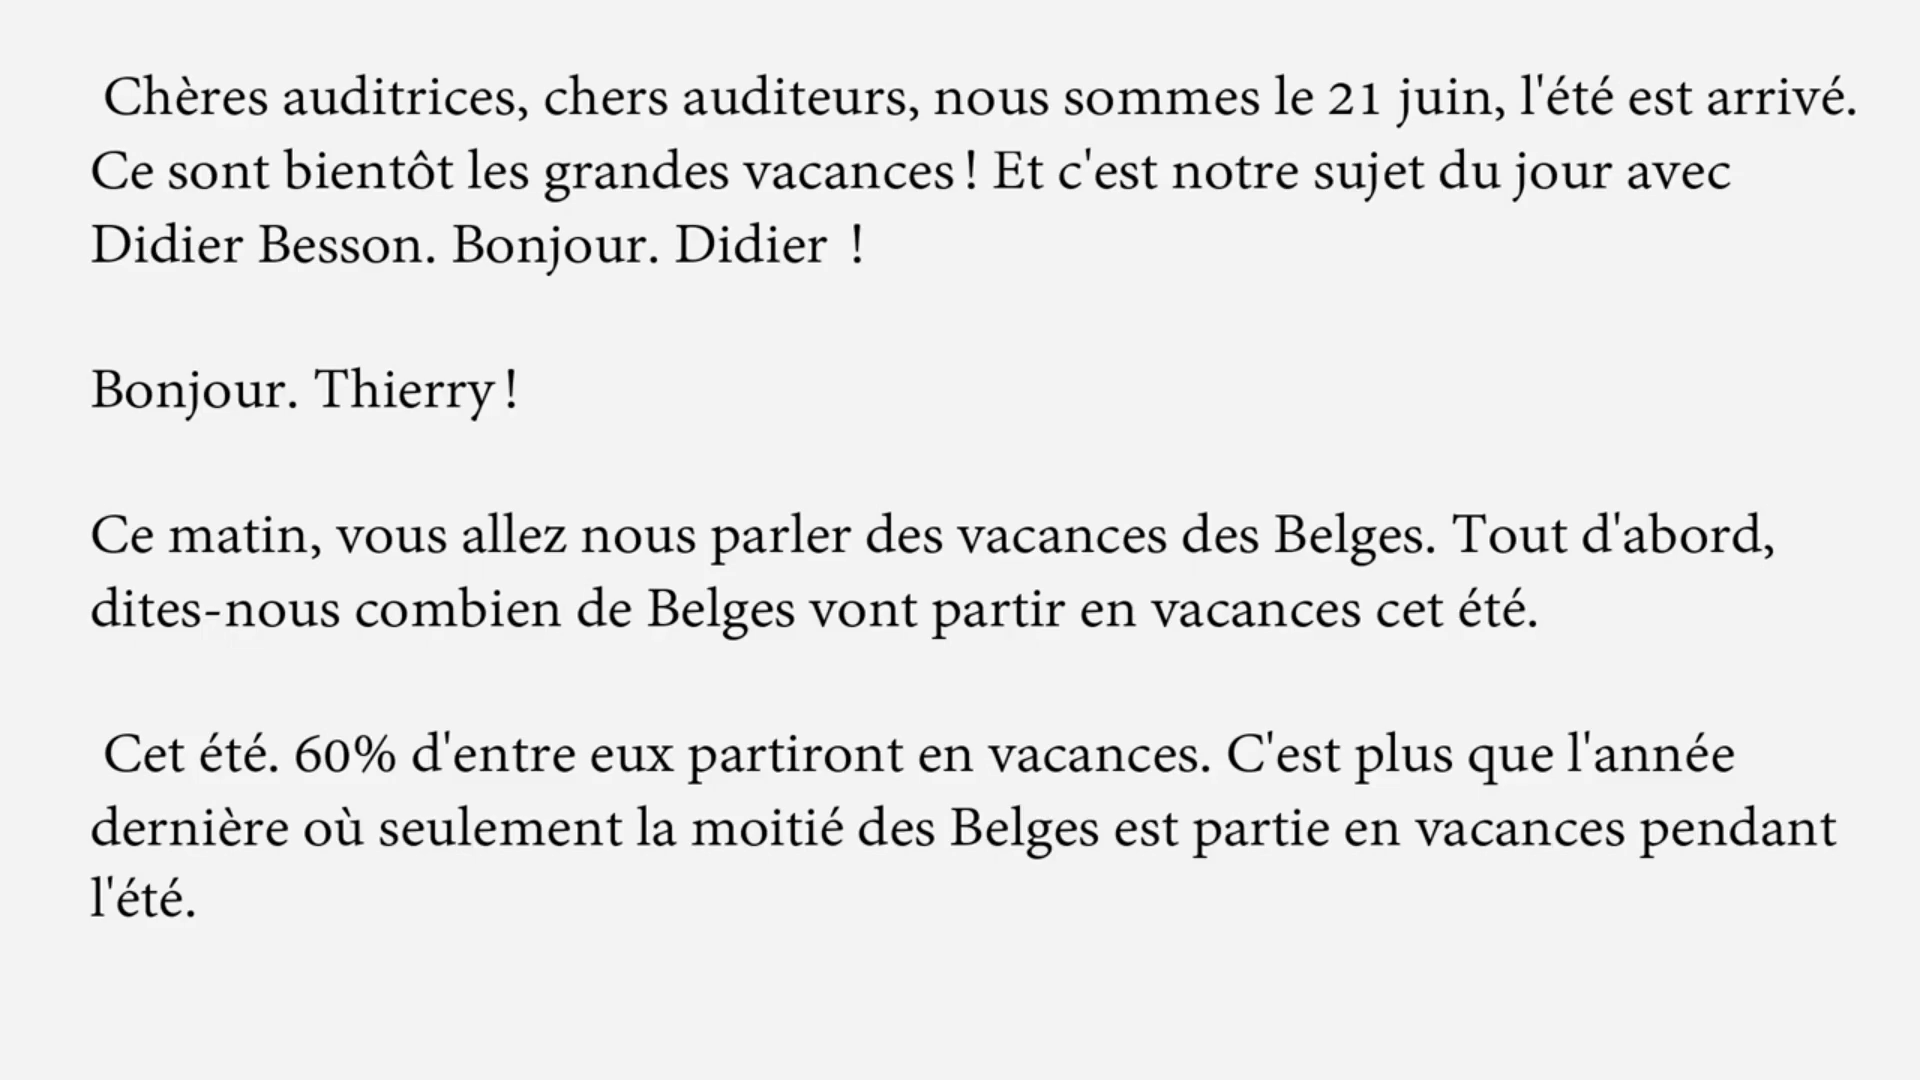 Chères auditrices, chers auditeurs, nous sommes le 21 juin, l'été est arrivé.
Ce sont bientôt les grandes vacances ! Et c'est notre sujet du jour avec
Didier Besson. Bonjour. Didier !
Bonjour. Thierry !
Ce matin, vous allez nous parler des vacances des Belges. Tout d'abord,
dites-nous combien de Belges vont partir en vacances cet été.
Cet été. 60% d'entre eux partiront en vacances. C'est plus que l'année
dernière où seulement la moitié des Belges est partie en vacances pendant
l'été.